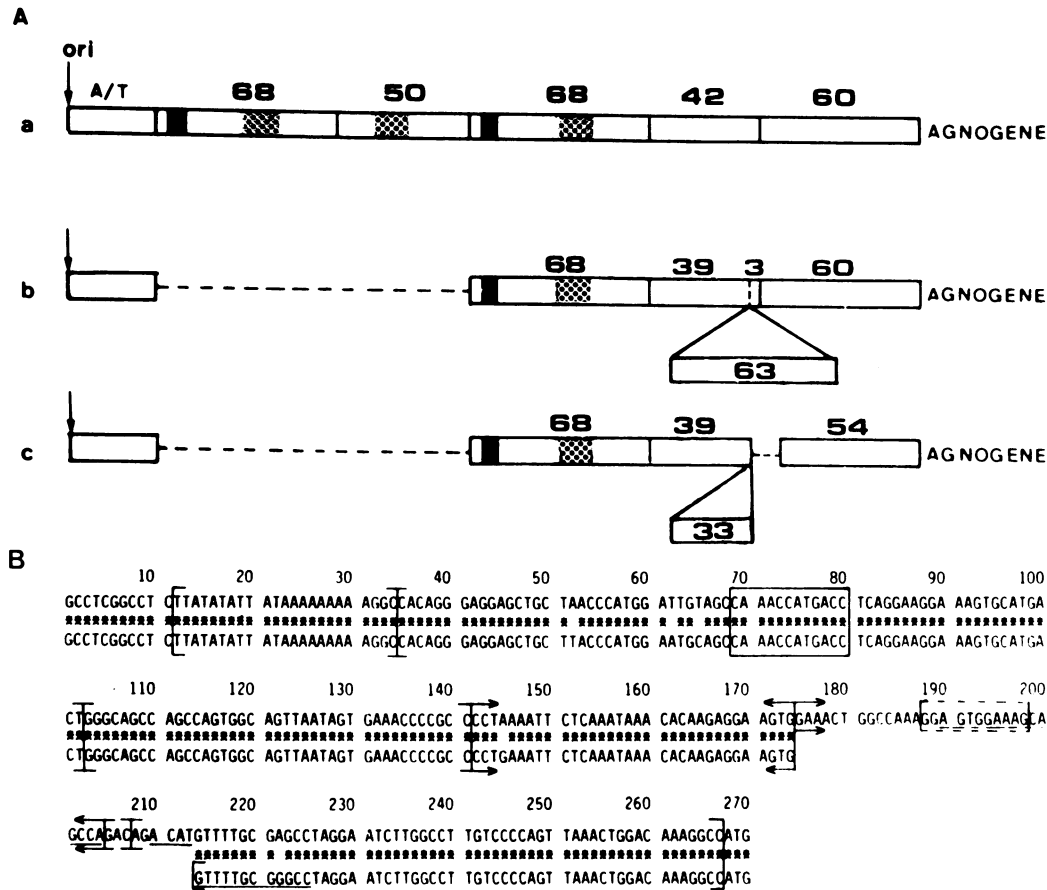 A
ori
A/T 68 50 68 42 60
a AGNOGENE
68 39 3 60
b AGNOGENE
63
68 39 54
c AGNOGENE
33
B
10 20 30 40 50 60 70 80 90 100
GCCTCGGCCT CTTATATATT ATAAAAAAAA AGGCCACAGG GAGGAGCTGC TAACCCATGG ATTGTAGCCA AACCATGACC TCAGGAAGGA AAGTGCATGA
GCCTCGGCCT CTTATATATT ATAAAAAAAA AGGCCACAGG GAGGAGCTGC TTACCCATGG AATGCAGCCA AACCATGACC TCAGGAAGGA AAGTGCATGA
110 120 130 140 150 160 170 180 190 200
CTGGGCAGCC AGCCAGTGGC AGTTAATAGT GAAACCCCGC CCCTAAAATT CTCAAATAAA CACAAGAGGA AGTGGAAACT GGCCAAAGGA GTGGAAAGCA
CTGGGCAGCC AGCCAGTGGC AGTTAATAGT GAAACCCCGC CCCTGAAATT CTCAAATAAA CACAAGAGGA AGTG
210 220 230 240 250 260 270
GCCAGACAGA CATGTTTTGC GAGCCTAGGA ATCTTGGCCT TGTCCCCAGT TAAACTGGAC AAAGGCCATG
GTTTTGC GGGCCTAGGA ATCTTGGCCT TGTCCCCAGT TAAACTGGAC AAAGGCCATG